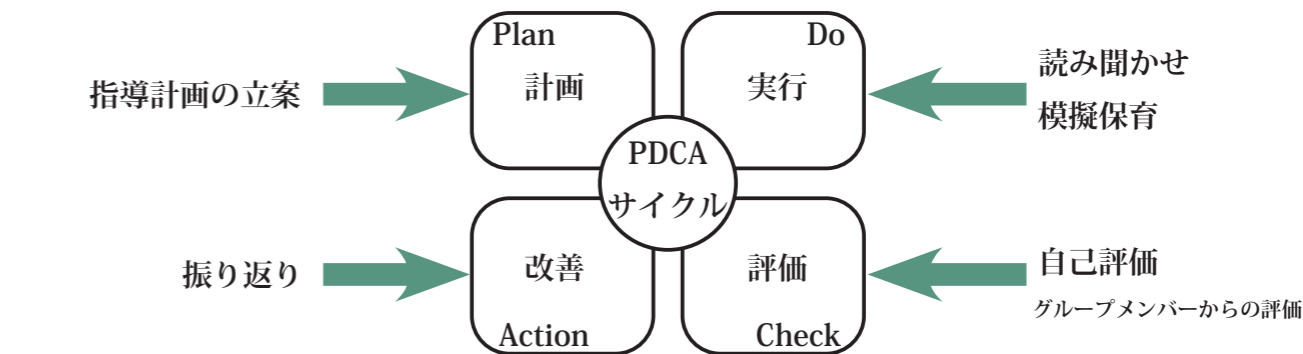 Plan
計画
Do
実行
指導計画の立案
読み聞かせ
模擬保育
PDCA
サイクル
改善
Action
評価
Check
振り返り
自己評価
グループメンバーからの評価